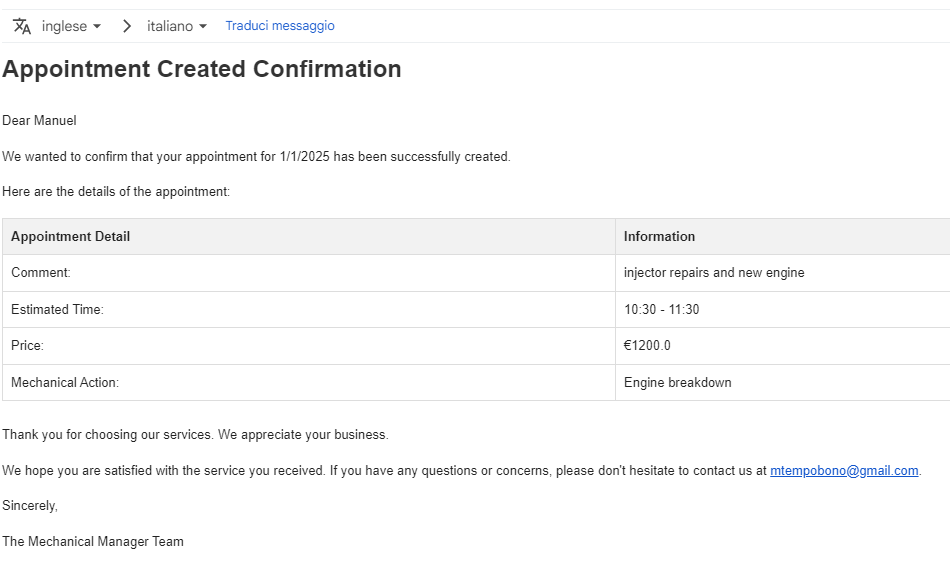 inglese italiano Traduci messaggio
Appointment Created Confirmation
Dear Manuel
We wanted to confirm that your appointment for 1/1/2025 has been successfully created.
Here are the details of the appointment:
Appointment Detail Information
Comment: injector repairs and new engine
Estimated Time: 10:30 - 11:30
Price: €1200.0
Mechanical Action: Engine breakdown
Thank you for choosing our services. We appreciate your business.
We hope you are satisfied with the service you received. If you have any questions or concerns, please don't hesitate to contact us at mtempobono@gmail.com.
Sincerely,
The Mechanical Manager Team